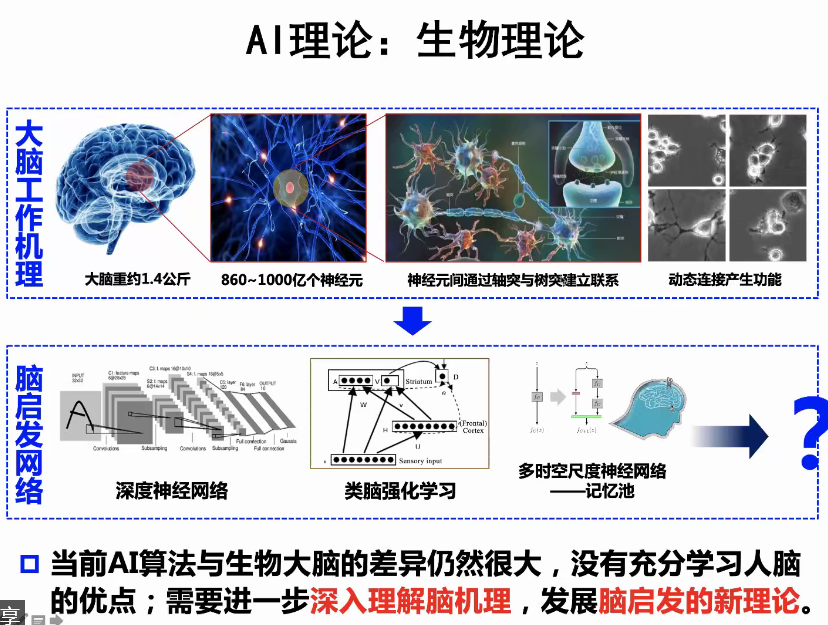 AI理论：生物理论
大脑工作机理
大脑重约1.4公斤
860~1000亿个神经元
神经元间通过轴突与树突建立联系
动态连接产生功能
脑启发网络
INPUT
32x32
C1: feature maps
6@28x28
S2: f. maps
6@14x14
C3: f. maps 16@10x10
S4: f. maps 16@5x5
C5: layer
120
F6: layer
84
OUTPUT
10
Convolutions
Subsampling
Convolutions
Subsampling
Full connection
Full connection
Gaussian
深度神经网络
A
V
Striatum
D
e
W
v
H
(Frontal)
Cortex
U
Sensory input
类脑强化学习
多时空尺度神经网络
——记忆池
?
当前AI算法与生物大脑的差异仍然很大，没有充分学习人脑
的优点；需要进一步深入理解脑机理，发展脑启发的新理论。
享